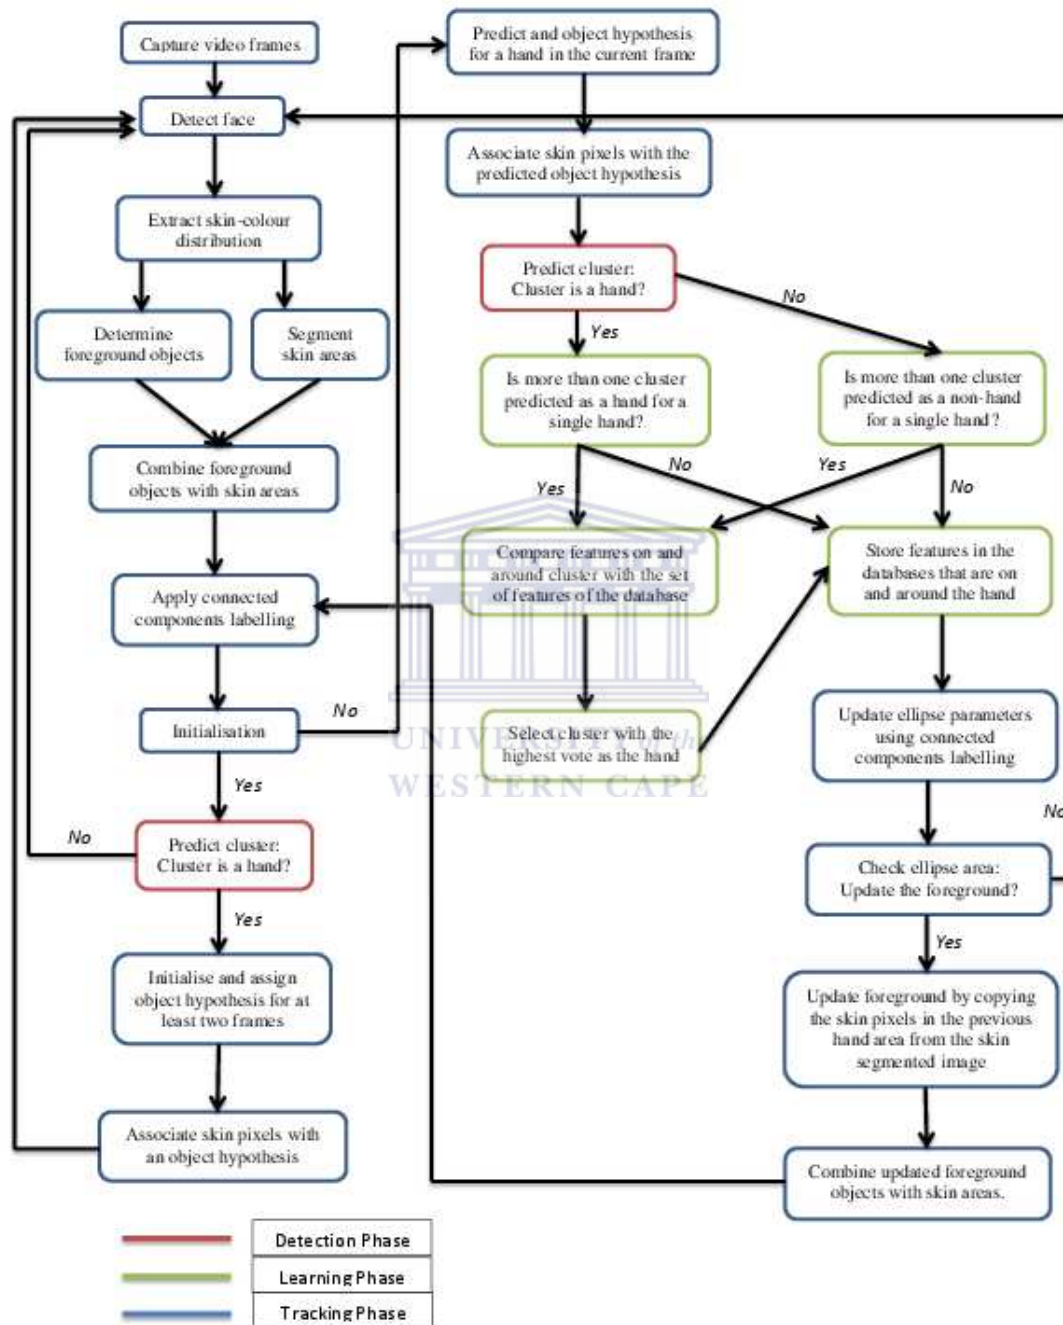 Capture video frames
Detect face
Extract skin-colour
distribution
Determine
foreground objects
Segment
skin areas
Combine foreground
objects with skin areas
Apply connected
components labelling
Initialisation
No
Yes
Predict cluster:
Cluster is a hand?
No
Yes
Initialise and assign
object hypothesis for at
least two frames
Associate skin pixels with
an object hypothesis
Predict and object hypothesis
for a hand in the current frame
Associate skin pixels with the
predicted object hypothesis
Predict cluster:
Cluster is a hand?
No
Yes
Is more than one cluster
predicted as a hand for a
single hand?
Is more than one cluster
predicted as a non-hand
for a single hand?
Yes
No
Yes
No
Compare features on and
around cluster with the set
of features of the database
Store features in the
databases that are on
and around the hand
Select cluster with the
highest vote as the hand
UNIVERSITY of the
WESTERN CAPE
Update ellipse parameters
using connected
components labelling
No
Check ellipse area:
Update the foreground?
Yes
Update foreground by copying
the skin pixels in the previous
hand area from the skin
segmented image
Combine updated foreground
objects with skin areas.
Detection Phase
Learning Phase
Tracking Phase